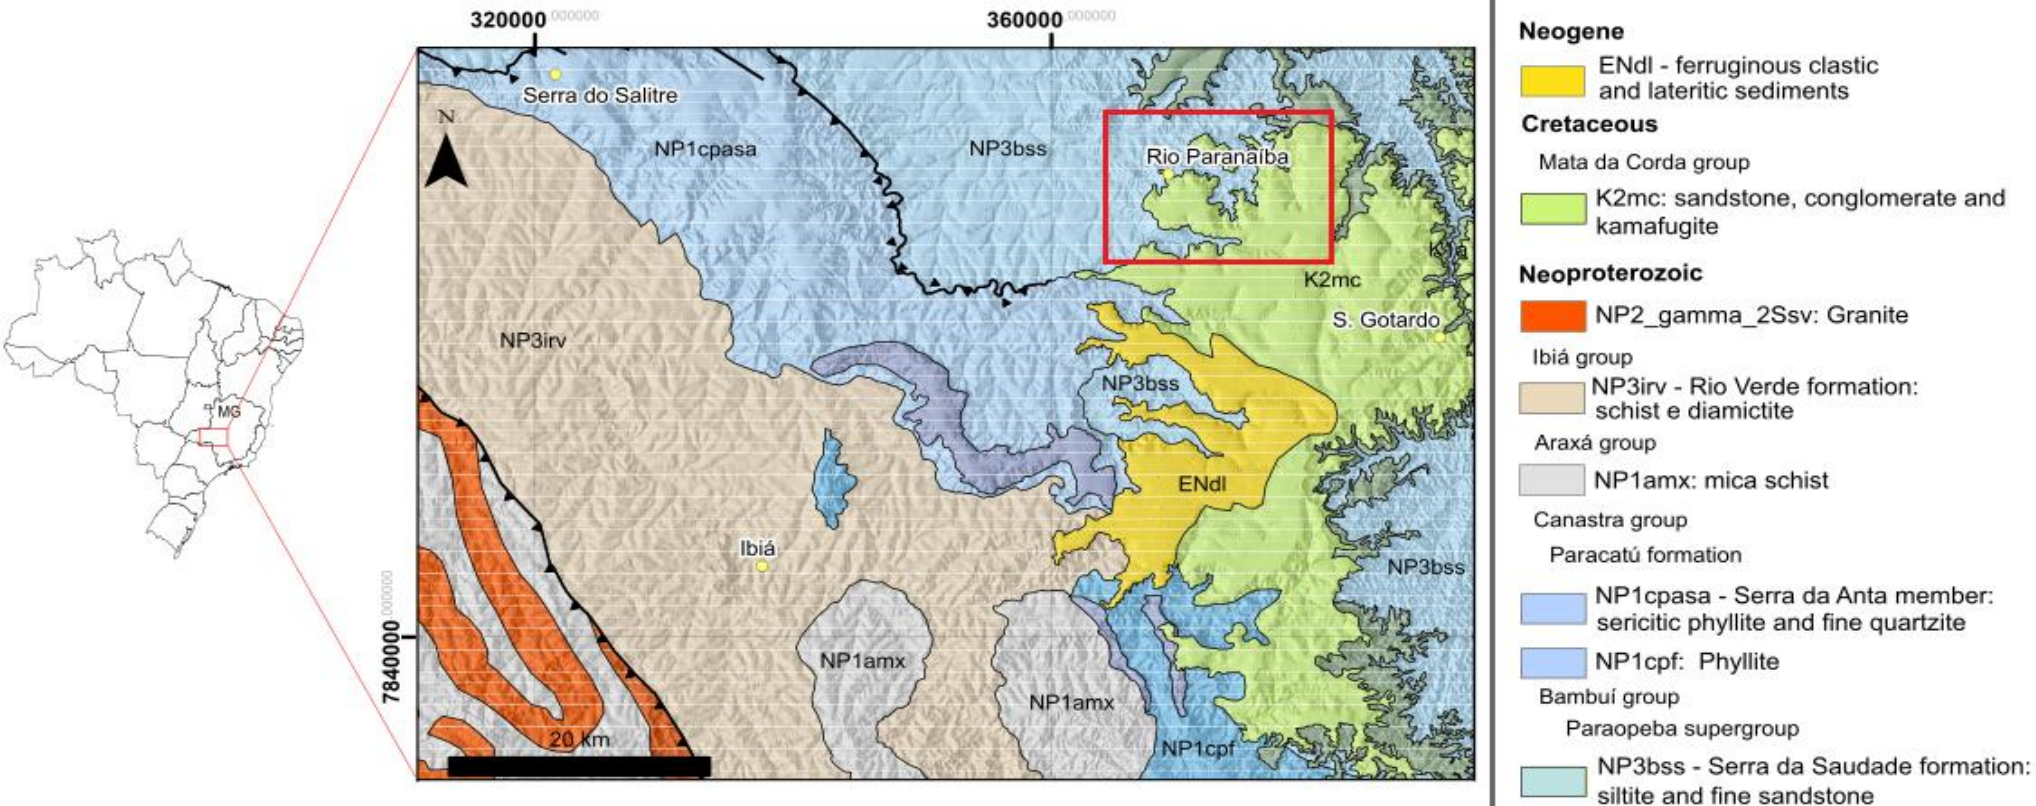 320000.000000
360000.000000
Serra do Salitre
N
NP1cpasa
NP3bss
Rio Paranaíba
K2mc
S. Gotardo
NP3irv
NP3bss
MG
ENdl
Ibiá
NP3bss
7840000.000000
NP1amx
NP1amx
NP1cpf
20 km
Neogene
ENdl - ferruginous clastic
and lateritic sediments
Cretaceous
Mata da Corda group
K2mc: sandstone, conglomerate and
kamafugite
Neoproterozoic
NP2_gamma_2Ssv: Granite
Ibiá group
NP3irv - Rio Verde formation:
schist e diamictite
Araxá group
NP1amx: mica schist
Canastra group
Paracatú formation
NP1cpasa - Serra da Anta member:
sericitic phyllite and fine quartzite
NP1cpf: Phyllite
Bambuí group
Paraopeba supergroup
NP3bss - Serra da Saudade formation:
siltite and fine sandstone